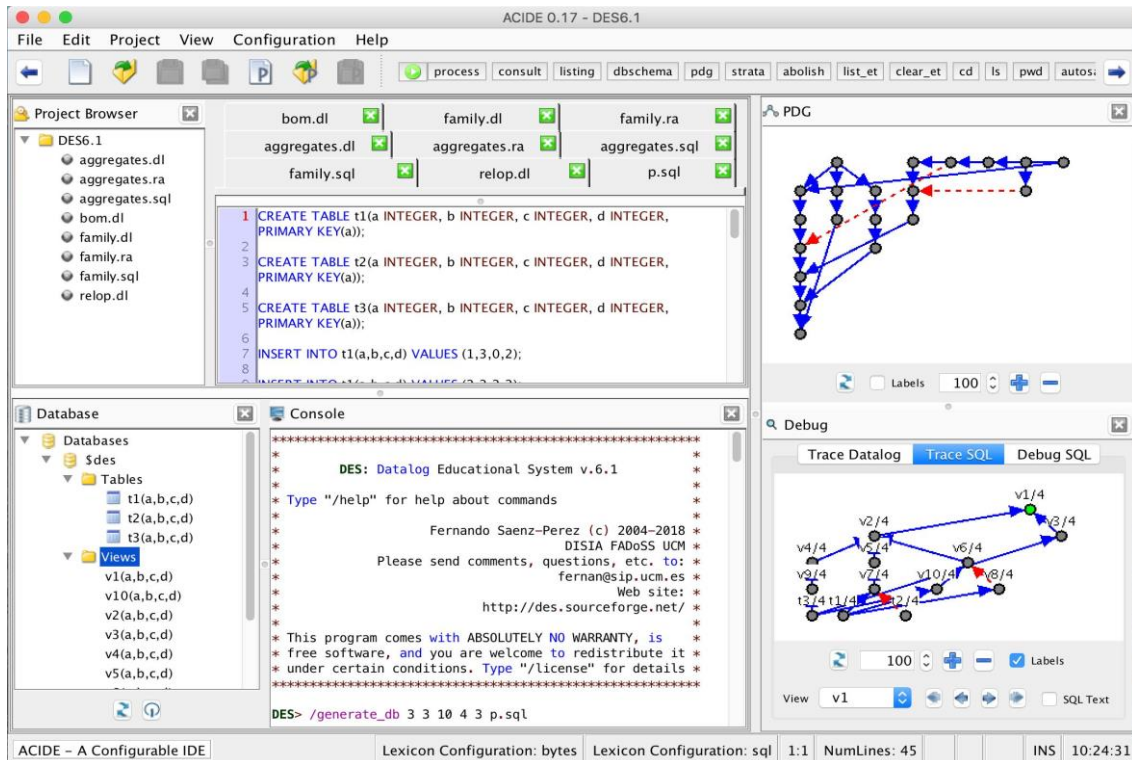 ACIDE 0.17 - DES6.1
File Edit Project View Configuration Help
process consult listing dbschema pdg strata abolish list_et clear_et cd ls pwd autos
Project Browser
DES6.1
aggregates.dl
aggregates.ra
aggregates.sql
bom.dl
family.dl
family.ra
family.sql
relop.dl
bom.dl family.dl family.ra
aggregates.dl aggregates.ra aggregates.sql
family.sql relop.dl p.sql
1 CREATE TABLE t1(a INTEGER, b INTEGER, c INTEGER, d INTEGER,
PRIMARY KEY(a));
2
3 CREATE TABLE t2(a INTEGER, b INTEGER, c INTEGER, d INTEGER,
PRIMARY KEY(a));
4
5 CREATE TABLE t3(a INTEGER, b INTEGER, c INTEGER, d INTEGER,
PRIMARY KEY(a));
6
7 INSERT INTO t1(a,b,c,d) VALUES (1,3,0,2);
8
PDG
Labels 100
Database
Databases
$des
Tables
t1(a,b,c,d)
t2(a,b,c,d)
t3(a,b,c,d)
Views
v1(a,b,c,d)
v10(a,b,c,d)
v2(a,b,c,d)
v3(a,b,c,d)
v4(a,b,c,d)
v5(a,b,c,d)
Console
*********************************************************
* *
* DES: Datalog Educational System v.6.1 *
* *
* Type "/help" for help about commands *
* *
* Fernando Saenz-Perez (c) 2004-2018 *
* DISIA FADoSS UCM *
* Please send comments, questions, etc. to: *
* fernan@sip.ucm.es *
* Web site: *
* http://des.sourceforge.net/ *
* *
* This program comes with ABSOLUTELY NO WARRANTY, is *
* free software, and you are welcome to redistribute it *
* under certain conditions. Type "/license" for details *
*********************************************************
DES> /generate_db 3 3 10 4 3 p.sql
Debug
Trace Datalog Trace SQL Debug SQL
v1/4
v2/4 v3/4
v4/4 v5/4 v6/4
v9/4 v7/4 v10/4 v8/4
t3/4 t1/4 t2/4
100 Labels
View v1 SQL Text
ACIDE - A Configurable IDE Lexicon Configuration: bytes Lexicon Configuration: sql 1:1 NumLines: 45 INS 10:24:31